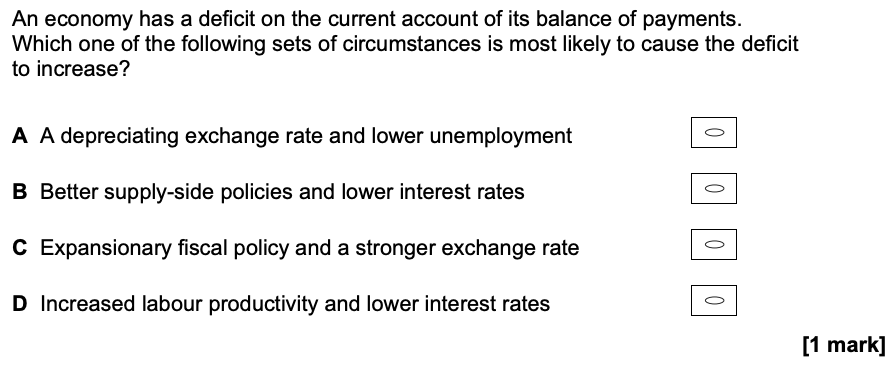 An economy has a deficit on the current account of its balance of payments.
Which one of the following sets of circumstances is most likely to cause the deficit
to increase?
A A depreciating exchange rate and lower unemployment
B Better supply-side policies and lower interest rates
C Expansionary fiscal policy and a stronger exchange rate
D Increased labour productivity and lower interest rates
[1 mark]